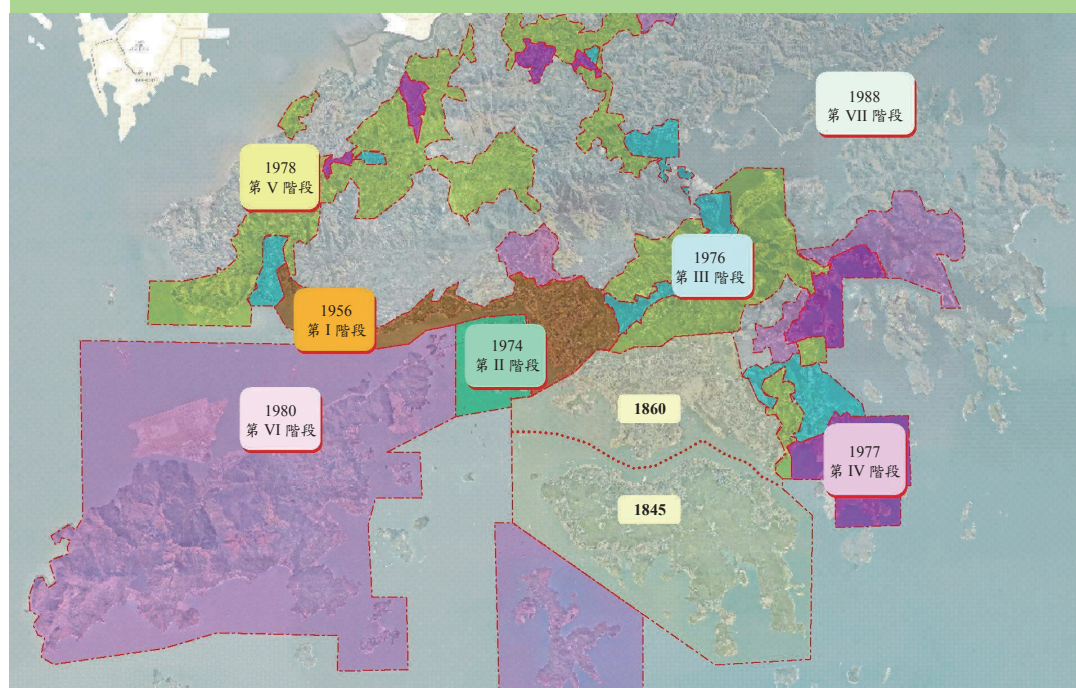 1988
第 VII 階段
1978
第 V 階段
1976
第 III 階段
1956
第 I 階段
1974
第 II 階段
1980
第 VI 階段
1860
1977
第 IV 階段
1845